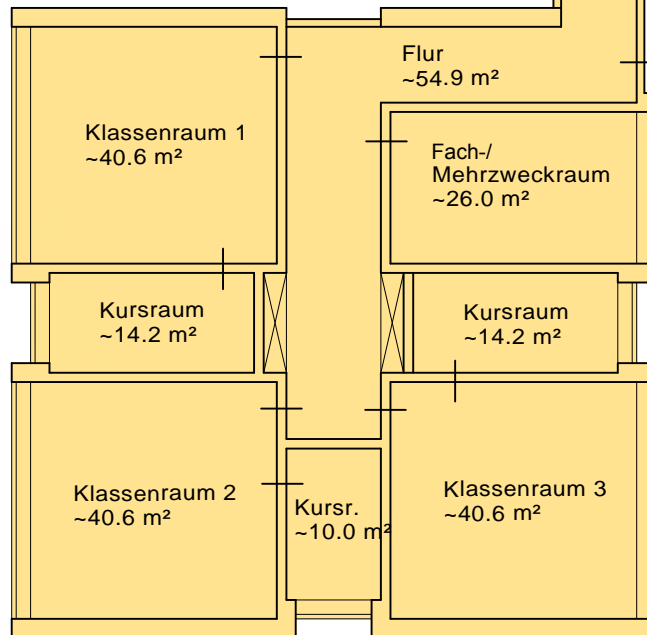 Flur
~54.9 m²
Klassenraum 1
~40.6 m²
Fach-/
Mehrzweckraum
~26.0 m²
Kursraum
~14.2 m²
Kursraum
~14.2 m²
Klassenraum 2
~40.6 m²
Kursr.
~10.0 m²
Klassenraum 3
~40.6 m²